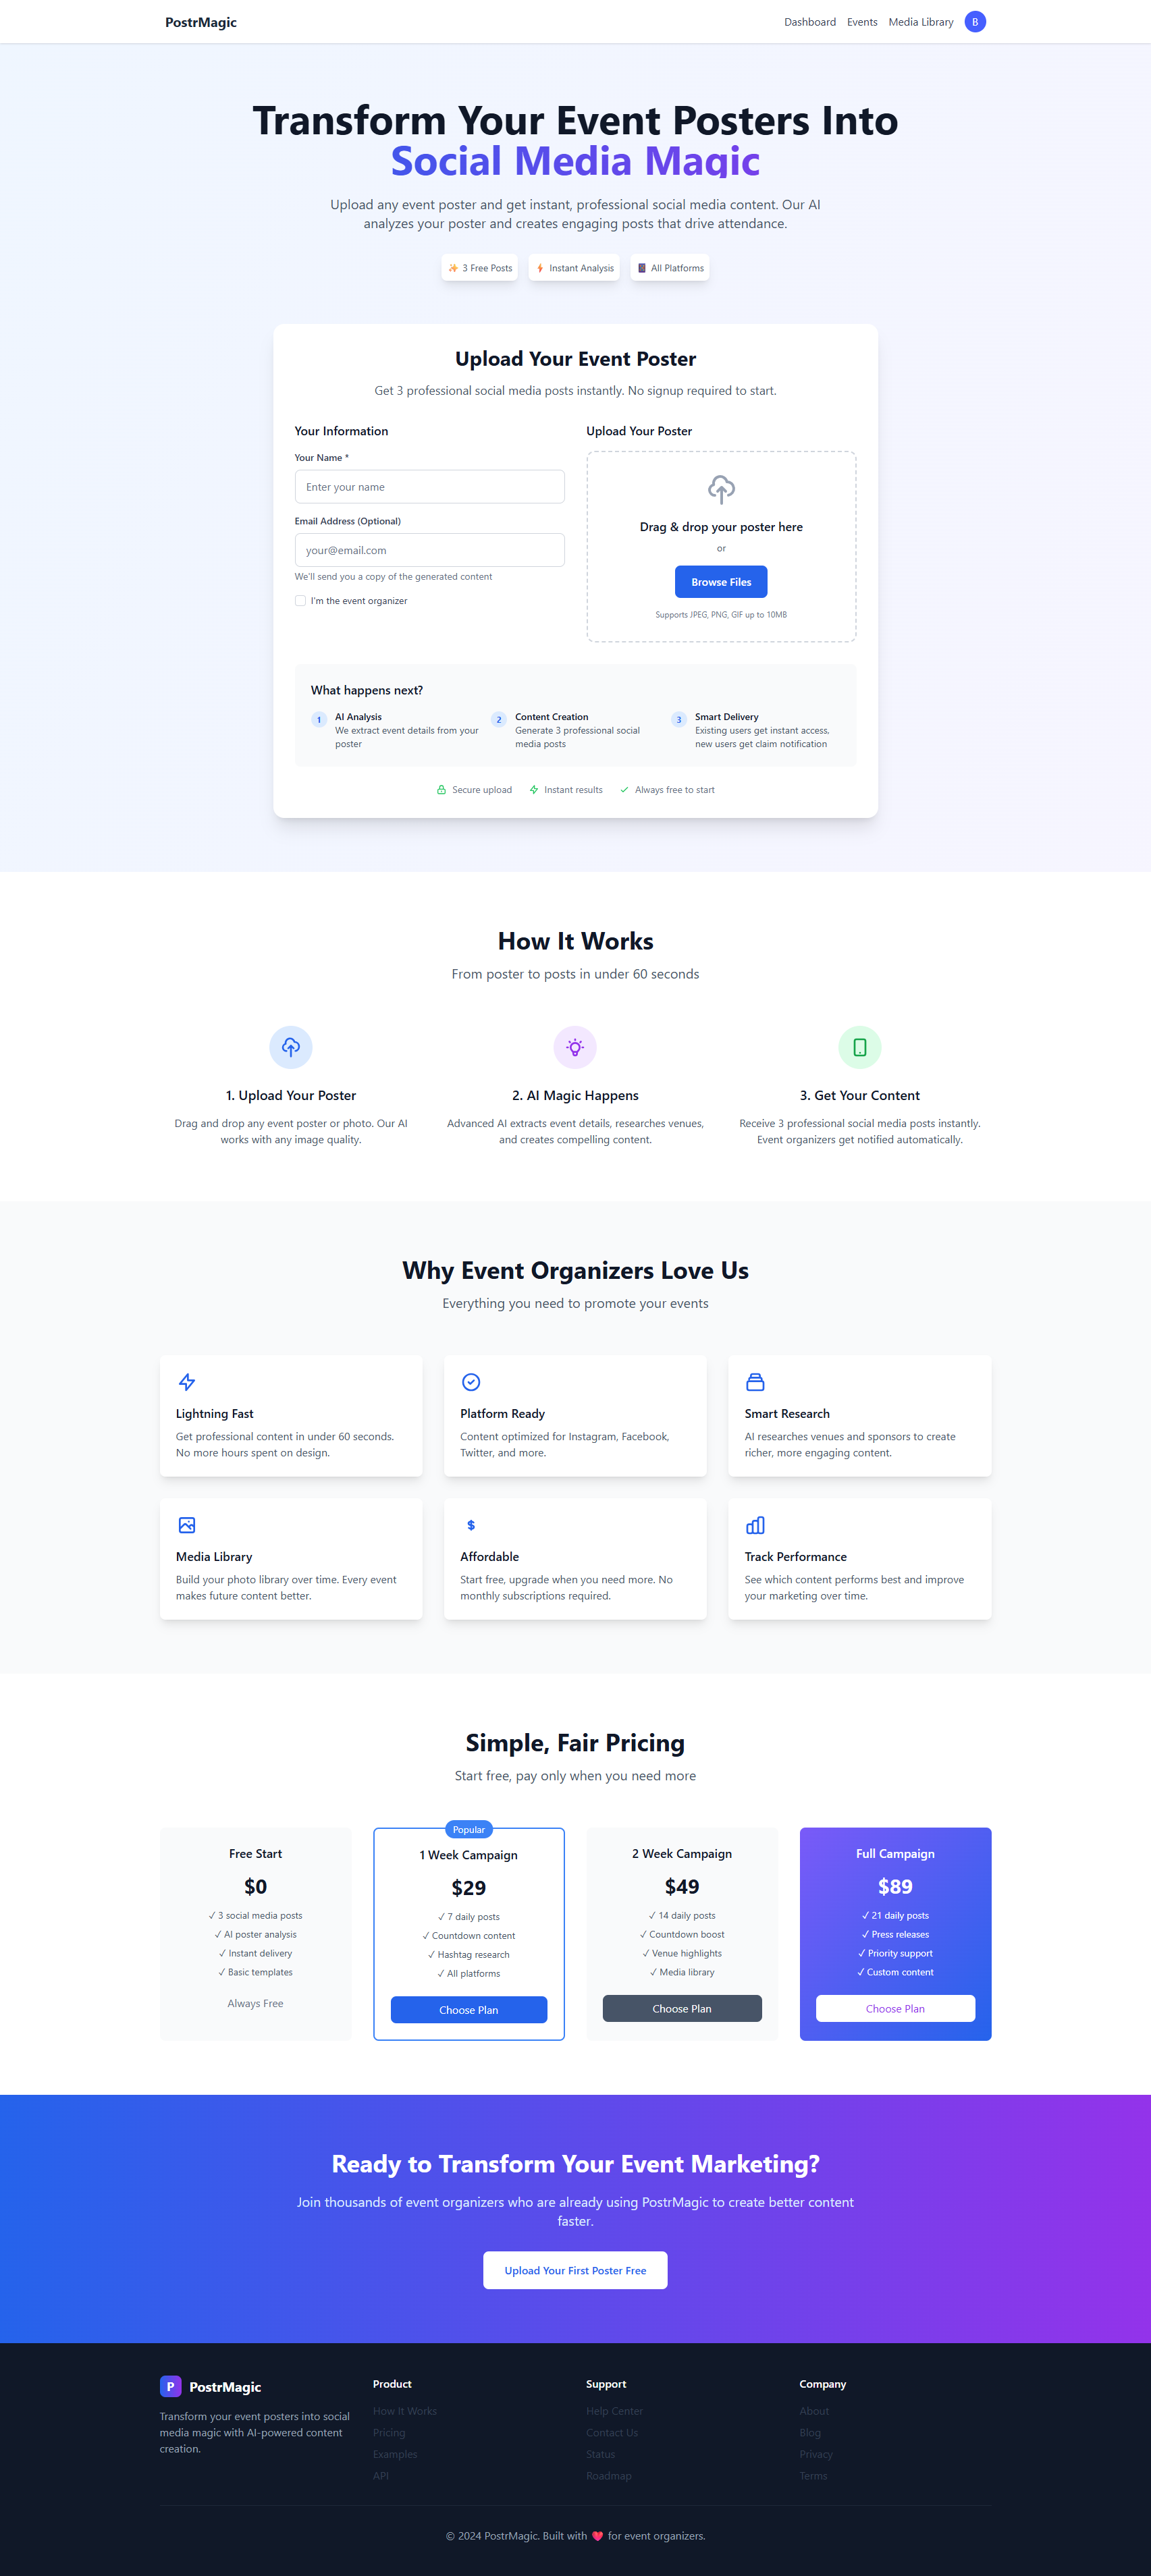 PostrMagic
Dashboard Events Media Library B
Transform Your Event Posters Into
Social Media Magic
Upload any event poster and get instant, professional social media content. Our AI
analyzes your poster and creates engaging posts that drive attendance.
✨ 3 Free Posts
⚡ Instant Analysis
📱 All Platforms
Upload Your Event Poster
Get 3 professional social media posts instantly. No signup required to start.
Your Information
Your Name *
Enter your name
Email Address (Optional)
your@email.com
We'll send you a copy of the generated content
I'm the event organizer
Upload Your Poster
Drag & drop your poster here
or
Browse Files
Supports JPEG, PNG, GIF up to 10MB
What happens next?
1
AI Analysis
We extract event details from your
poster
2
Content Creation
Generate 3 professional social
media posts
3
Smart Delivery
Existing users get instant access,
new users get claim notification
Secure upload
Instant results
Always free to start
How It Works
From poster to posts in under 60 seconds
1. Upload Your Poster
Drag and drop any event poster or photo. Our AI
works with any image quality.
2. AI Magic Happens
Advanced AI extracts event details, researches venues,
and creates compelling content.
3. Get Your Content
Receive 3 professional social media posts instantly.
Event organizers get notified automatically.
Why Event Organizers Love Us
Everything you need to promote your events
Lightning Fast
Get professional content in under 60 seconds.
No more hours spent on design.
Platform Ready
Content optimized for Instagram, Facebook,
Twitter, and more.
Smart Research
AI researches venues and sponsors to create
richer, more engaging content.
Media Library
Build your photo library over time. Every event
makes future content better.
$
Affordable
Start free, upgrade when you need more. No
monthly subscriptions required.
Track Performance
See which content performs best and improve
your marketing over time.
Simple, Fair Pricing
Start free, pay only when you need more
Free Start
$0
✓ 3 social media posts
✓ AI poster analysis
✓ Instant delivery
✓ Basic templates
Always Free
Popular
1 Week Campaign
$29
✓ 7 daily posts
✓ Countdown content
✓ Hashtag research
✓ All platforms
Choose Plan
2 Week Campaign
$49
✓ 14 daily posts
✓ Countdown boost
✓ Venue highlights
✓ Media library
Choose Plan
Full Campaign
$89
✓ 21 daily posts
✓ Press releases
✓ Priority support
✓ Custom content
Choose Plan
Ready to Transform Your Event Marketing?
Join thousands of event organizers who are already using PostrMagic to create better content
faster.
Upload Your First Poster Free
P PostrMagic
Transform your event posters into social
media magic with AI-powered content
creation.
Product
How It Works
Pricing
Examples
API
Support
Help Center
Contact Us
Status
Roadmap
Company
About
Blog
Privacy
Terms
© 2024 PostrMagic. Built with ❤️ for event organizers.